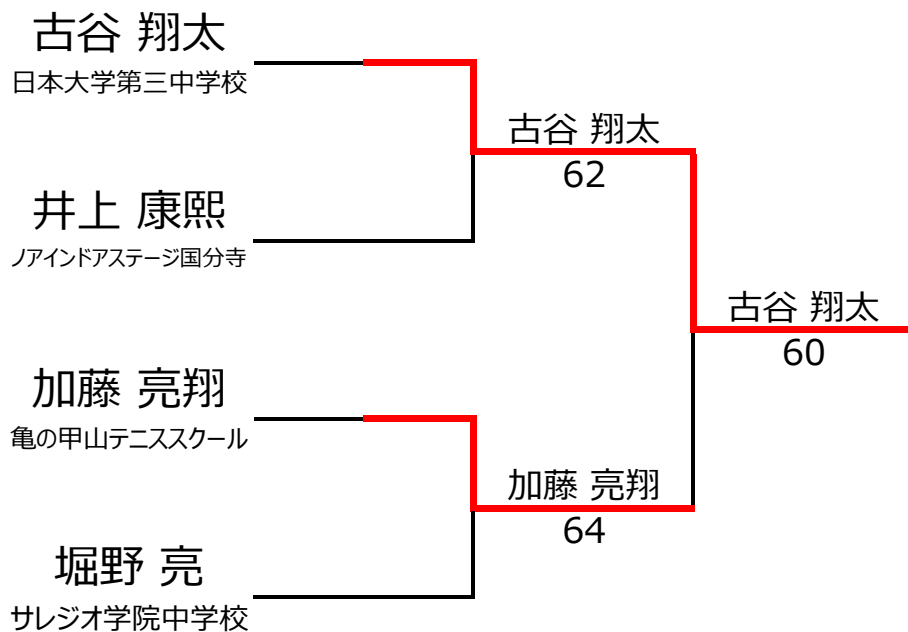 古谷 翔太
日本大学第三中学校
古谷 翔太
62
井上 康熙
ノアインドアステージ国分寺
古谷 翔太
60
加藤 亮翔
亀の甲山テニススクール
加藤 亮翔
64
堀野 亮
サレジオ学院中学校